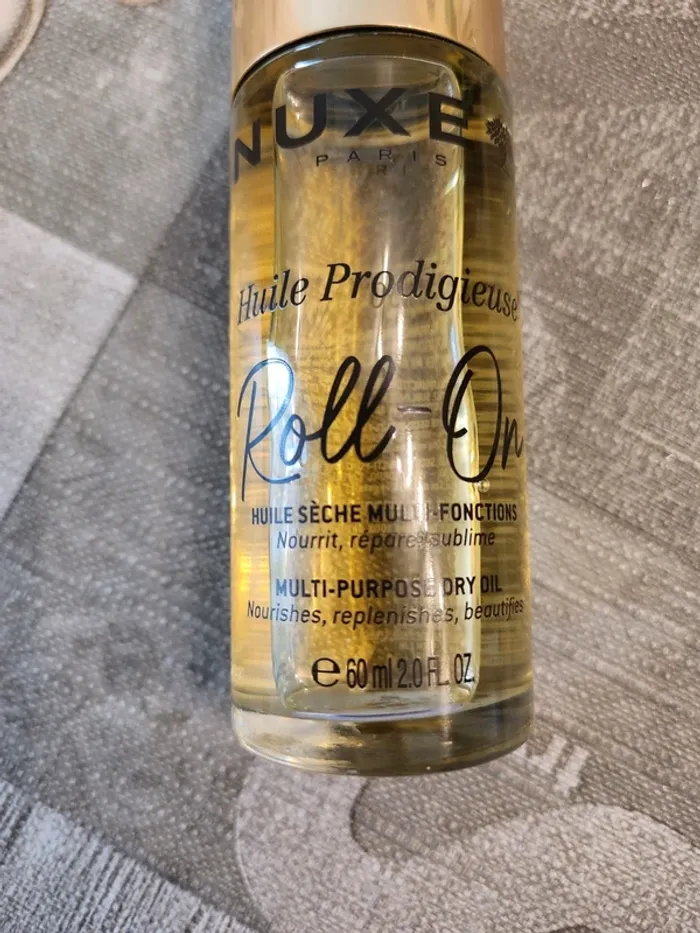 NUXE
PARIS
Huile Prodigieuse
Roll-On
HUILE SÈCHE MULTI-FONCTIONS
Nourrit, répare, sublime
MULTI-PURPOSE DRY OIL
Nourishes, replenishes, beautifies
℮ 60 ml 2.0 FL. OZ.